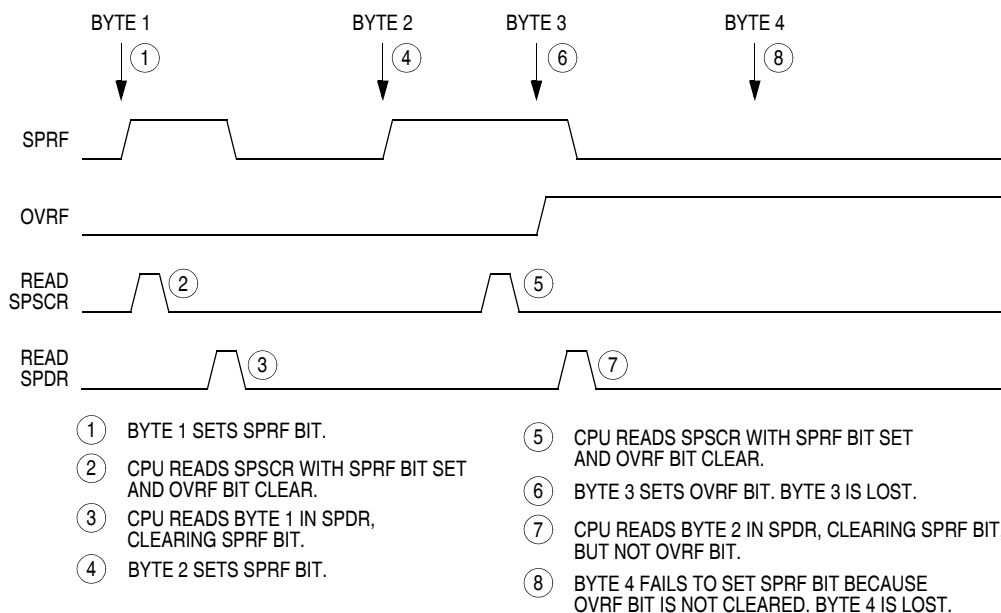 BYTE 1 BYTE 2 BYTE 3 BYTE 4
1 4 6 8
SPRF
OVRF
READ
SPSCR
2 5
READ
SPDR
3 7
1 BYTE 1 SETS SPRF BIT.
2 CPU READS SPSCR WITH SPRF BIT SET
AND OVRF BIT CLEAR.
3 CPU READS BYTE 1 IN SPDR,
CLEARING SPRF BIT.
4 BYTE 2 SETS SPRF BIT.
5 CPU READS SPSCR WITH SPRF BIT SET
AND OVRF BIT CLEAR.
6 BYTE 3 SETS OVRF BIT. BYTE 3 IS LOST.
7 CPU READS BYTE 2 IN SPDR, CLEARING SPRF BIT,
BUT NOT OVRF BIT.
8 BYTE 4 FAILS TO SET SPRF BIT BECAUSE
OVRF BIT IS NOT CLEARED. BYTE 4 IS LOST.